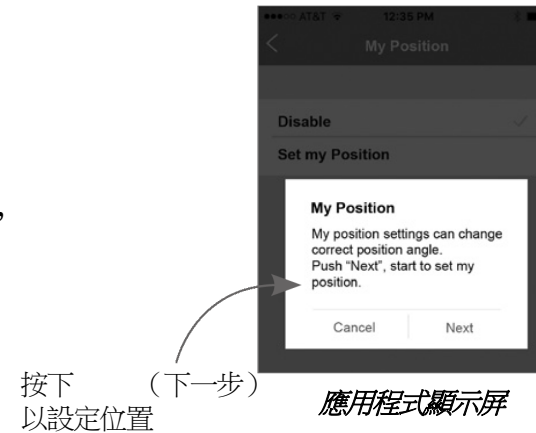 AT&T 12:35 PM
My Position
Disable
Set my Position
,
My Position
My position settings can change
correct position angle.
Push “Next”, start to set my
position.
Cancel Next
按下 （下一步）
以設定位置
應用程式顯示屏